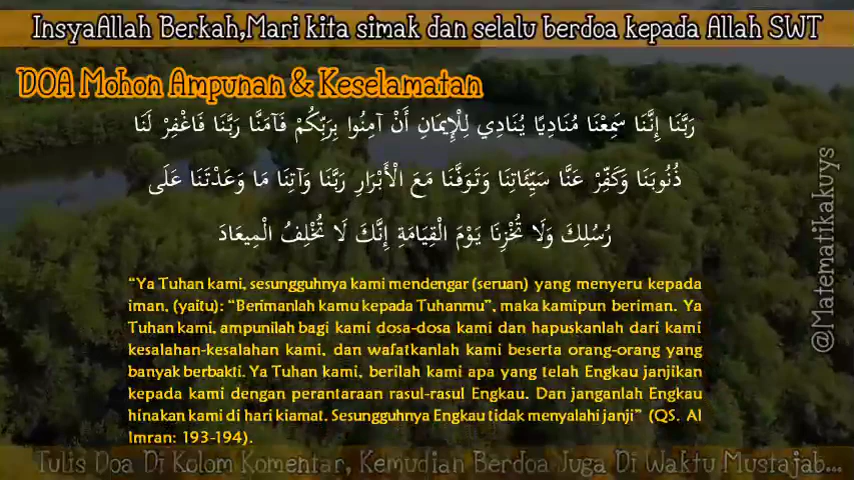 InsyaAllah Berkah,Mari kita simak dan selalu berdoa kepada Allah SWT
DOA Mohon Ampunan & Keselamatan
رَبَّنَا إِنَّنَا سَمِعْنَا مُنَادِيًا يُنَادِي لِلْإِيمَانِ أَنْ آمِنُوا بِرَبِّكُمْ فَآمَنَّا رَبَّنَا فَاغْفِرْ لَنَا
ذُنُوبَنَا وَكَفِّرْ عَنَّا سَيِّئَاتِنَا وَتَوَفَّنَا مَعَ الْأَبْرَارِ رَبَّنَا وَآتِنَا مَا وَعَدْتَنَا عَلَى
رُسُلِكَ وَلَا تُخْزِنَا يَوْمَ الْقِيَامَةِ إِنَّكَ لَا تُخْلِفُ الْمِيعَادَ
“Ya Tuhan kami, sesungguhnya kami mendengar (seruan) yang menyeru kepada
iman, (yaitu): “Berimanlah kamu kepada Tuhanmu”, maka kamipun beriman. Ya
Tuhan kami, ampunilah bagi kami dosa-dosa kami dan hapuskanlah dari kami
kesalahan-kesalahan kami, dan wafatkanlah kami beserta orang-orang yang
banyak berbakti. Ya Tuhan kami, berilah kami apa yang telah Engkau janjikan
kepada kami dengan perantaraan rasul-rasul Engkau. Dan janganlah Engkau
hinakan kami di hari kiamat. Sesungguhnya Engkau tidak menyalahi janji” (QS. Al
Imran: 193-194).
Tulis Doa Di Kolom Komentar, Kemudian Berdoa Juga Di Waktu Mustajab...
@Matematikakuys